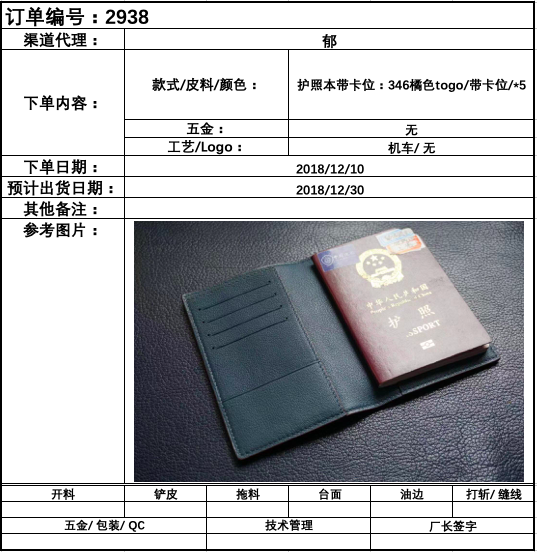 订单编号：2938
渠道代理： 郁
下单内容： 款式/皮料/颜色： 护照本带卡位：346橘色togo/带卡位/*5
五金： 无
工艺/Logo： 机车/ 无
下单日期： 2018/12/10
预计出货日期： 2018/12/30
其他备注：
参考图片：
中华人民共和国
护 照
SPORT
开料 铲皮 拖料 台面 油边 打斩/ 缝线
五金/ 包装/ QC 技术管理 厂长签字